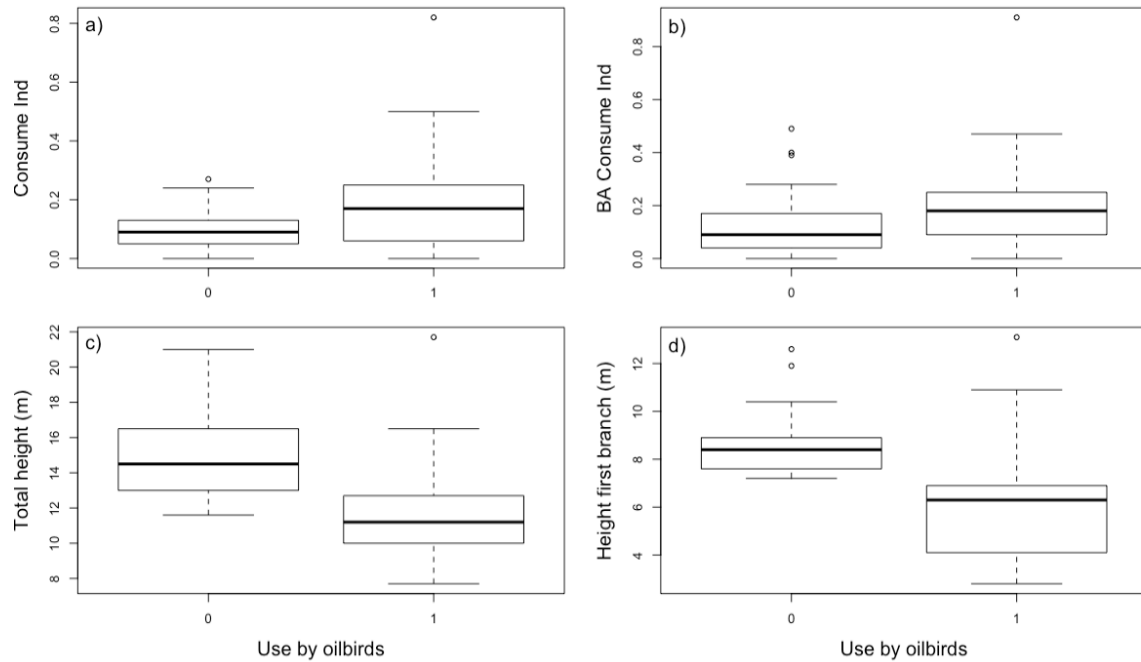 a)
Consume Ind
0.8
0.6
0.4
0.2
0.0
0 1
b)
BA Consume Ind
0.8
0.6
0.4
0.2
0.0
0 1
c)
Total height (m)
22
20
18
16
14
12
10
8
0 1
Use by oilbirds
d)
Height first branch (m)
12
10
8
6
4
0 1
Use by oilbirds